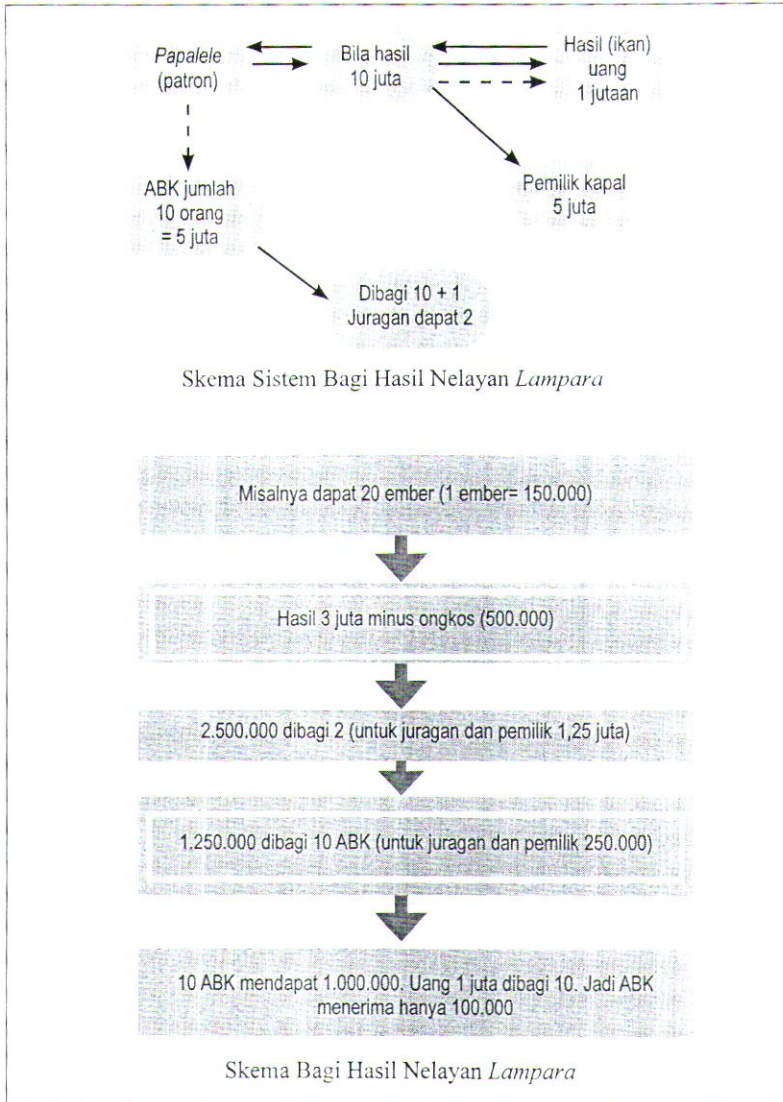 Papalele
(patron)
Bila hasil
10 juta
Hasil (ikan)
uang
1 jutaan
ABK jumlah
10 orang
= 5 juta
Pemilik kapal
5 juta
Dibagi 10 + 1
Juragan dapat 2
Skema Sistem Bagi Hasil Nelayan Lampara
Misalnya dapat 20 ember (1 ember= 150.000)
Hasil 3 juta minus ongkos (500.000)
2.500.000 dibagi 2 (untuk juragan dan pemilik 1,25 juta)
1.250.000 dibagi 10 ABK (untuk juragan dan pemilik 250.000)
10 ABK mendapat 1.000.000. Uang 1 juta dibagi 10. Jadi ABK
menerima hanya 100.000
Skema Bagi Hasil Nelayan Lampara